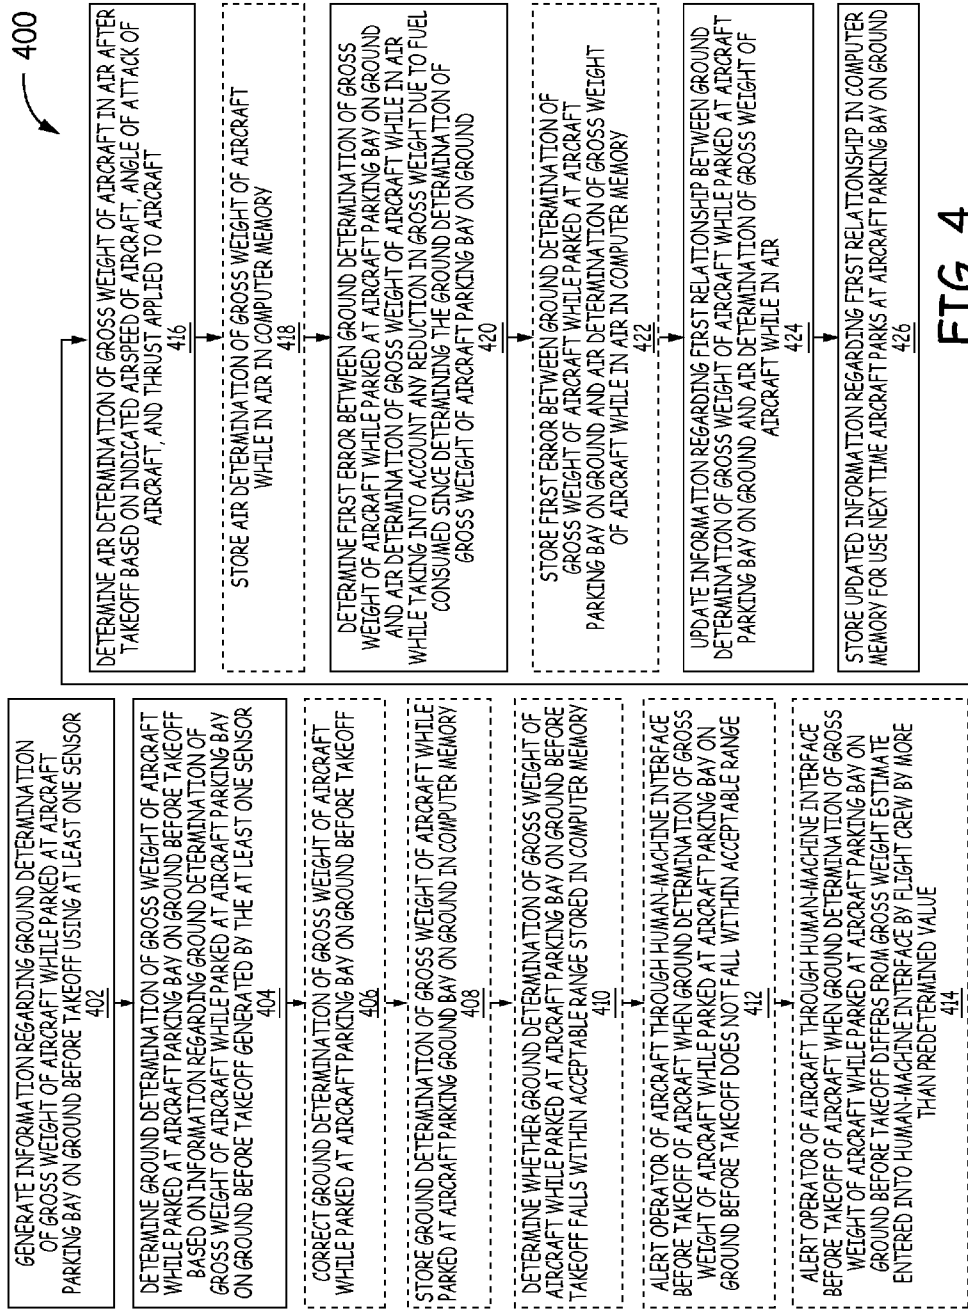 400
GENERATE INFORMATION REGARDING GROUND DETERMINATION
OF GROSS WEIGHT OF AIRCRAFT WHILE PARKED AT AIRCRAFT
PARKING BAY ON GROUND BEFORE TAKEOFF USING AT LEAST ONE SENSOR
402
DETERMINE GROUND DETERMINATION OF GROSS WEIGHT OF AIRCRAFT
WHILE PARKED AT AIRCRAFT PARKING BAY ON GROUND BEFORE TAKEOFF
BASED ON INFORMATION REGARDING GROUND DETERMINATION OF
GROSS WEIGHT OF AIRCRAFT WHILE PARKED AT AIRCRAFT PARKING BAY
ON GROUND BEFORE TAKEOFF GENERATED BY THE AT LEAST ONE SENSOR
404
CORRECT GROUND DETERMINATION OF GROSS WEIGHT OF AIRCRAFT
WHILE PARKED AT AIRCRAFT PARKING BAY ON GROUND BEFORE TAKEOFF
406
STORE GROUND DETERMINATION OF GROSS WEIGHT OF AIRCRAFT WHILE
PARKED AT AIRCRAFT PARKING GROUND BAY ON GROUND IN COMPUTER MEMORY
408
DETERMINE WHETHER GROUND DETERMINATION OF GROSS WEIGHT OF
AIRCRAFT WHILE PARKED AT AIRCRAFT PARKING BAY ON GROUND BEFORE
TAKEOFF FALLS WITHIN ACCEPTABLE RANGE STORED IN COMPUTER MEMORY
410
ALERT OPERATOR OF AIRCRAFT THROUGH HUMAN-MACHINE INTERFACE
BEFORE TAKEOFF OF AIRCRAFT WHEN GROUND DETERMINATION OF GROSS
WEIGHT OF AIRCRAFT WHILE PARKED AT AIRCRAFT PARKING BAY ON
GROUND BEFORE TAKEOFF DOES NOT FALL WITHIN ACCEPTABLE RANGE
412
ALERT OPERATOR OF AIRCRAFT THROUGH HUMAN-MACHINE INTERFACE
BEFORE TAKEOFF OF AIRCRAFT WHEN GROUND DETERMINATION OF GROSS
WEIGHT OF AIRCRAFT WHILE PARKED AT AIRCRAFT PARKING BAY ON
GROUND BEFORE TAKEOFF DIFFERS FROM GROSS WEIGHT ESTIMATE
ENTERED INTO HUMAN-MACHINE INTERFACE BY FLIGHT CREW BY MORE
THAN PREDETERMINED VALUE
414
DETERMINE AIR DETERMINATION OF GROSS WEIGHT OF AIRCRAFT IN AIR AFTER
TAKEOFF BASED ON INDICATED AIRSPEED OF AIRCRAFT, ANGLE OF ATTACK OF
AIRCRAFT, AND THRUST APPLIED TO AIRCRAFT
416
STORE AIR DETERMINATION OF GROSS WEIGHT OF AIRCRAFT
WHILE IN AIR IN COMPUTER MEMORY
418
DETERMINE FIRST ERROR BETWEEN GROUND DETERMINATION OF GROSS
WEIGHT OF AIRCRAFT WHILE PARKED AT AIRCRAFT PARKING BAY ON GROUND
AND AIR DETERMINATION OF GROSS WEIGHT OF AIRCRAFT WHILE IN AIR
WHILE TAKING INTO ACCOUNT ANY REDUCTION IN GROSS WEIGHT DUE TO FUEL
CONSUMED SINCE DETERMINING THE GROUND DETERMINATION OF
GROSS WEIGHT OF AIRCRAFT PARKING BAY ON GROUND
420
STORE FIRST ERROR BETWEEN GROUND DETERMINATION OF
GROSS WEIGHT OF AIRCRAFT WHILE PARKED AT AIRCRAFT
PARKING BAY ON GROUND AND AIR DETERMINATION OF GROSS WEIGHT
OF AIRCRAFT WHILE IN AIR IN COMPUTER MEMORY
422
UPDATE INFORMATION REGARDING FIRST RELATIONSHIP BETWEEN GROUND
DETERMINATION OF GROSS WEIGHT OF AIRCRAFT WHILE PARKED AT AIRCRAFT
PARKING BAY ON GROUND AND AIR DETERMINATION OF GROSS WEIGHT OF
AIRCRAFT WHILE IN AIR
424
STORE UPDATED INFORMATION REGARDING FIRST RELATIONSHIP IN COMPUTER
MEMORY FOR USE NEXT TIME AIRCRAFT PARKS AT AIRCRAFT PARKING BAY ON GROUND
426
FIG. 4